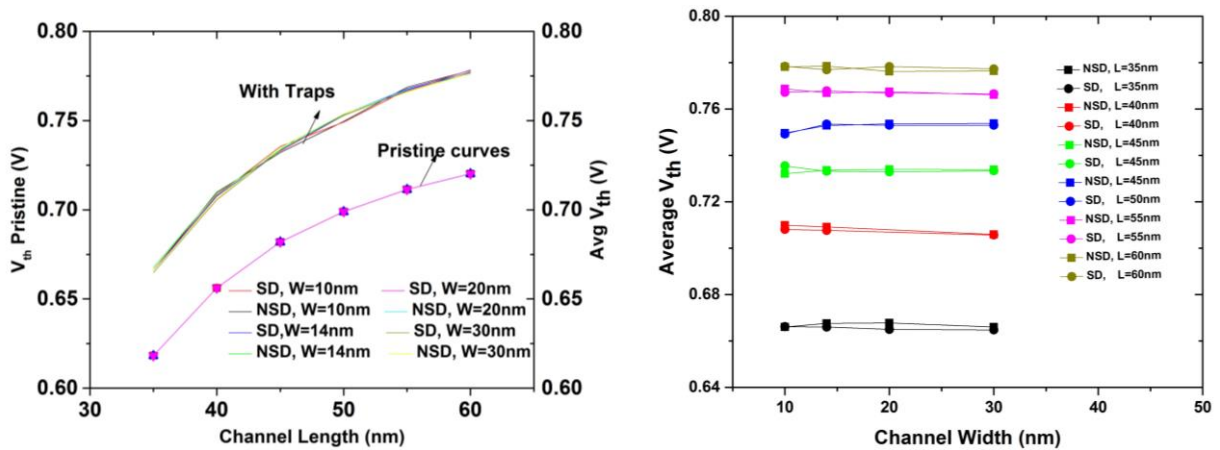 0.80
0.75
0.70
0.65
0.60
V_th Pristine (V)
With Traps
Pristine curves
SD, W=10nm
SD, W=20nm
NSD, W=10nm
NSD, W=20nm
SD,W=14nm
SD, W=30nm
NSD, W=14nm
NSD, W=30nm
30
40
50
60
Channel Length (nm)
0.80
0.75
0.70
0.65
0.60
Avg V_th (V)
0.80
0.76
0.72
0.68
0.64
Average V_th (V)
NSD, L=35nm
SD, L=35nm
NSD, L=40nm
SD, L=40nm
NSD, L=45nm
SD, L=45nm
NSD, L=45nm
SD, L=50nm
NSD, L=55nm
SD, L=55nm
NSD, L=60nm
SD, L=60nm
10
20
30
40
50
Channel Width (nm)